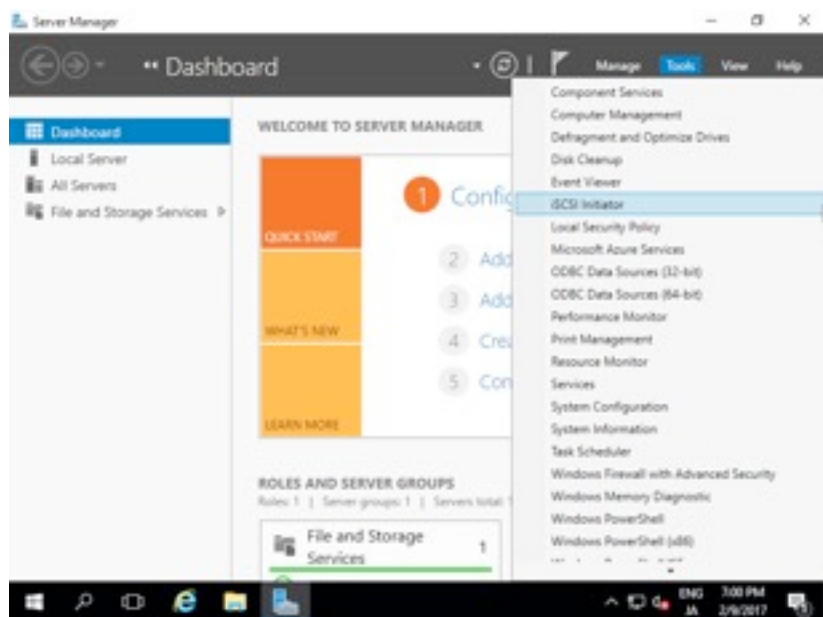 Server Manager
Dashboard
Manage
Tools
View
Help
Dashboard
Local Server
All Servers
File and Storage Services
WELCOME TO SERVER MANAGER
QUICK START
WHAT'S NEW
LEARN MORE
1 Config
2 Add
3 Add
4 Crea
5 Con
ROLES AND SERVER GROUPS
Roles: 1 | Server groups: 1 | Servers total: 1
File and Storage
Services
1
Component Services
Computer Management
Defragment and Optimize Drives
Disk Cleanup
Event Viewer
iSCSI Initiator
Local Security Policy
Microsoft Azure Services
ODBC Data Sources (32-bit)
ODBC Data Sources (64-bit)
Performance Monitor
Print Management
Resource Monitor
Services
System Configuration
System Information
Task Scheduler
Windows Firewall with Advanced Security
Windows Memory Diagnostic
Windows PowerShell
Windows PowerShell (x86)
ENG
JA
7:00 PM
2/9/2017